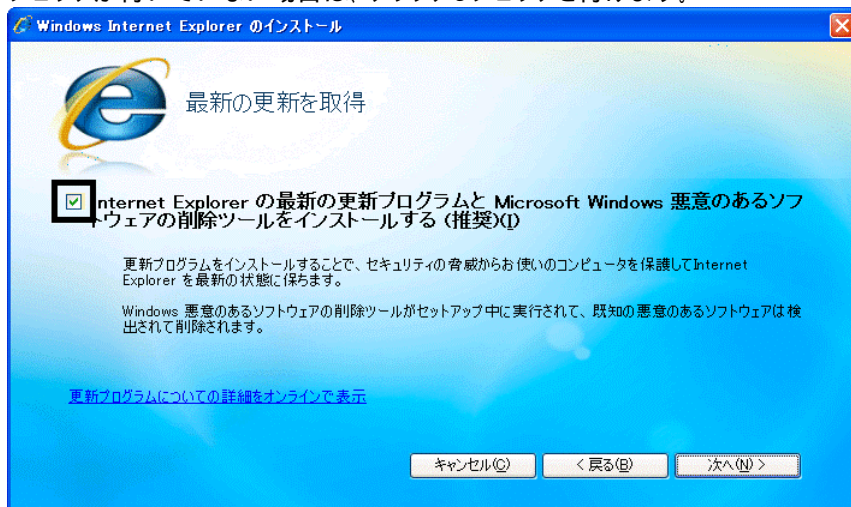 Windows Internet Explorer のインストール
最新の更新を取得
nternet Explorer の最新の更新プログラムと Microsoft Windows 悪意のあるソフ
トウェアの削除ツールをインストールする (推奨)(I)
更新プログラムをインストールすることで、セキュリティの脅威からお使いのコンピュータを保護してInternet
Explorer を最新の状態に保ちます。
Windows 悪意のあるソフトウェアの削除ツールがセットアップ中に実行されて、既知の悪意のあるソフトウェアは検
出されて削除されます。
更新プログラムについての詳細をオンラインで表示
キャンセル(C)
< 戻る(B)
次へ(N) >